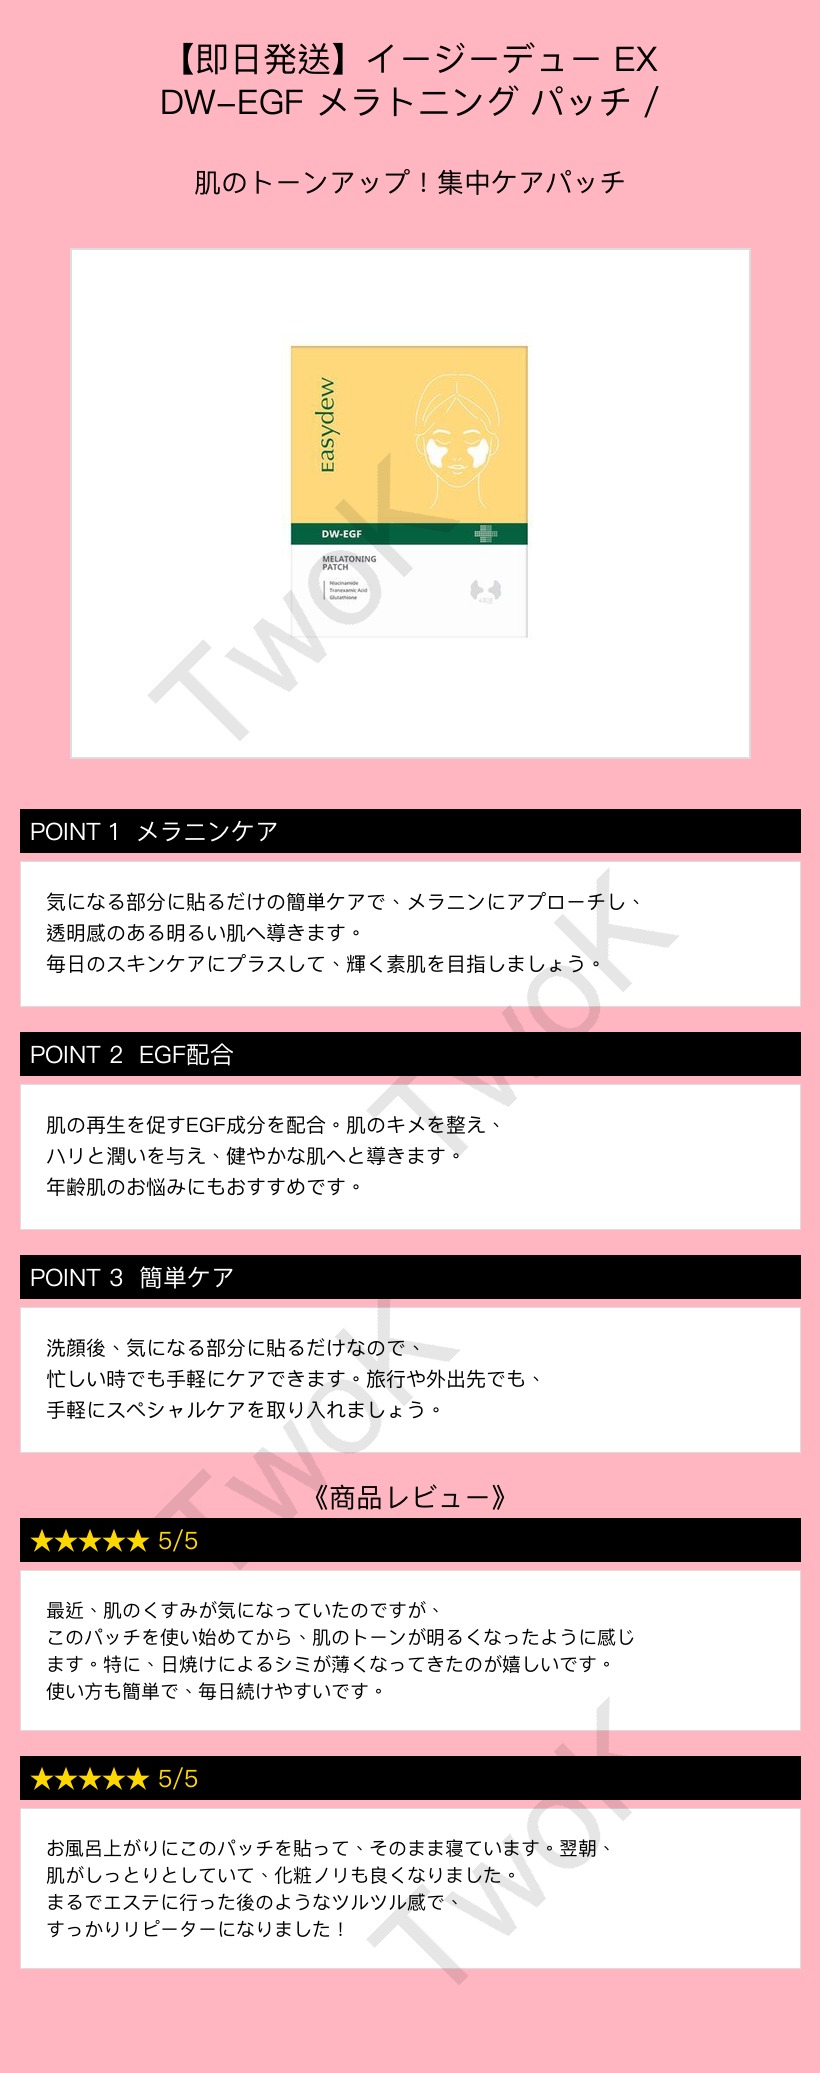 【即日発送】イージーデュー EX
DW–EGF メラトニング パッチ /
肌のトーンアップ！集中ケアパッチ
Easydew
DW-EGF
MELATONING
PATCH
Niacinamide
Tranexamic Acid
Glutathione
TwoK
POINT 1 メラニンケア
気になる部分に貼るだけの簡単ケアで、メラニンにアプローチし、
透明感のある明るい肌へ導きます。
毎日のスキンケアにプラスして、輝く素肌を目指しましょう。
TwoK
POINT 2 EGF配合
肌の再生を促すEGF成分を配合。肌のキメを整え、
ハリと潤いを与え、健やかな肌へと導きます。
年齢肌のお悩みにもおすすめです。
POINT 3 簡単ケア
洗顔後、気になる部分に貼るだけなので、
忙しい時でも手軽にケアできます。旅行や外出先でも、
手軽にスペシャルケアを取り入れましょう。
TwoK
《商品レビュー》
★★★★★ 5/5
最近、肌のくすみが気になっていたのですが、
このパッチを使い始めてから、肌のトーンが明るくなったように感じ
ます。特に、日焼けによるシミが薄くなってきたのが嬉しいです。
使い方も簡単で、毎日続けやすいです。
★★★★★ 5/5
お風呂上がりにこのパッチを貼って、そのまま寝ています。翌朝、
肌がしっとりとしていて、化粧ノリも良くなりました。
まるでエステに行った後のようなツルツル感で、
すっかりリピーターになりました！
TwoK